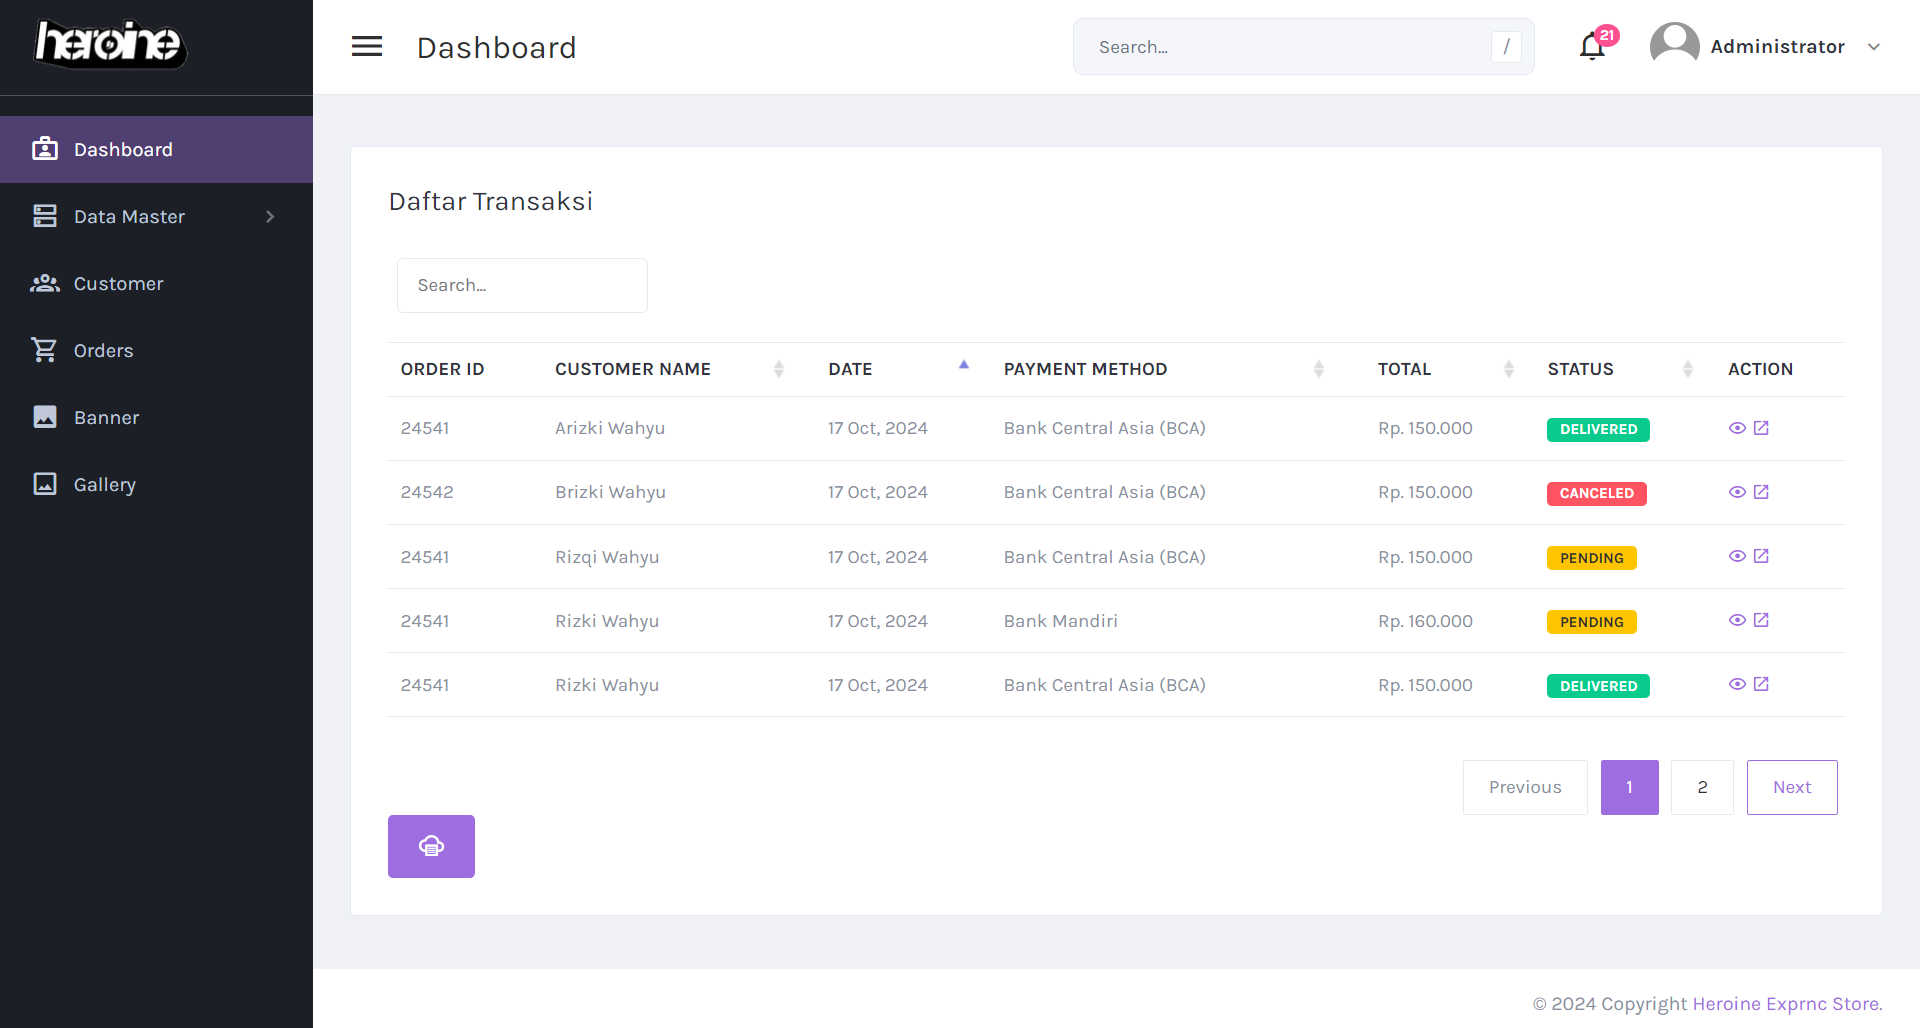 heroine
Dashboard
Search...
/
21
Administrator
Dashboard
Data Master
Customer
Orders
Banner
Gallery
Daftar Transaksi
Search...
ORDER ID CUSTOMER NAME DATE PAYMENT METHOD TOTAL STATUS ACTION
24541 Arizki Wahyu 17 Oct, 2024 Bank Central Asia (BCA) Rp. 150.000 DELIVERED
24542 Brizki Wahyu 17 Oct, 2024 Bank Central Asia (BCA) Rp. 150.000 CANCELED
24541 Rizqi Wahyu 17 Oct, 2024 Bank Central Asia (BCA) Rp. 150.000 PENDING
24541 Rizki Wahyu 17 Oct, 2024 Bank Mandiri Rp. 160.000 PENDING
24541 Rizki Wahyu 17 Oct, 2024 Bank Central Asia (BCA) Rp. 150.000 DELIVERED
Previous 1 2 Next
© 2024 Copyright Heroine Exprnc Store.